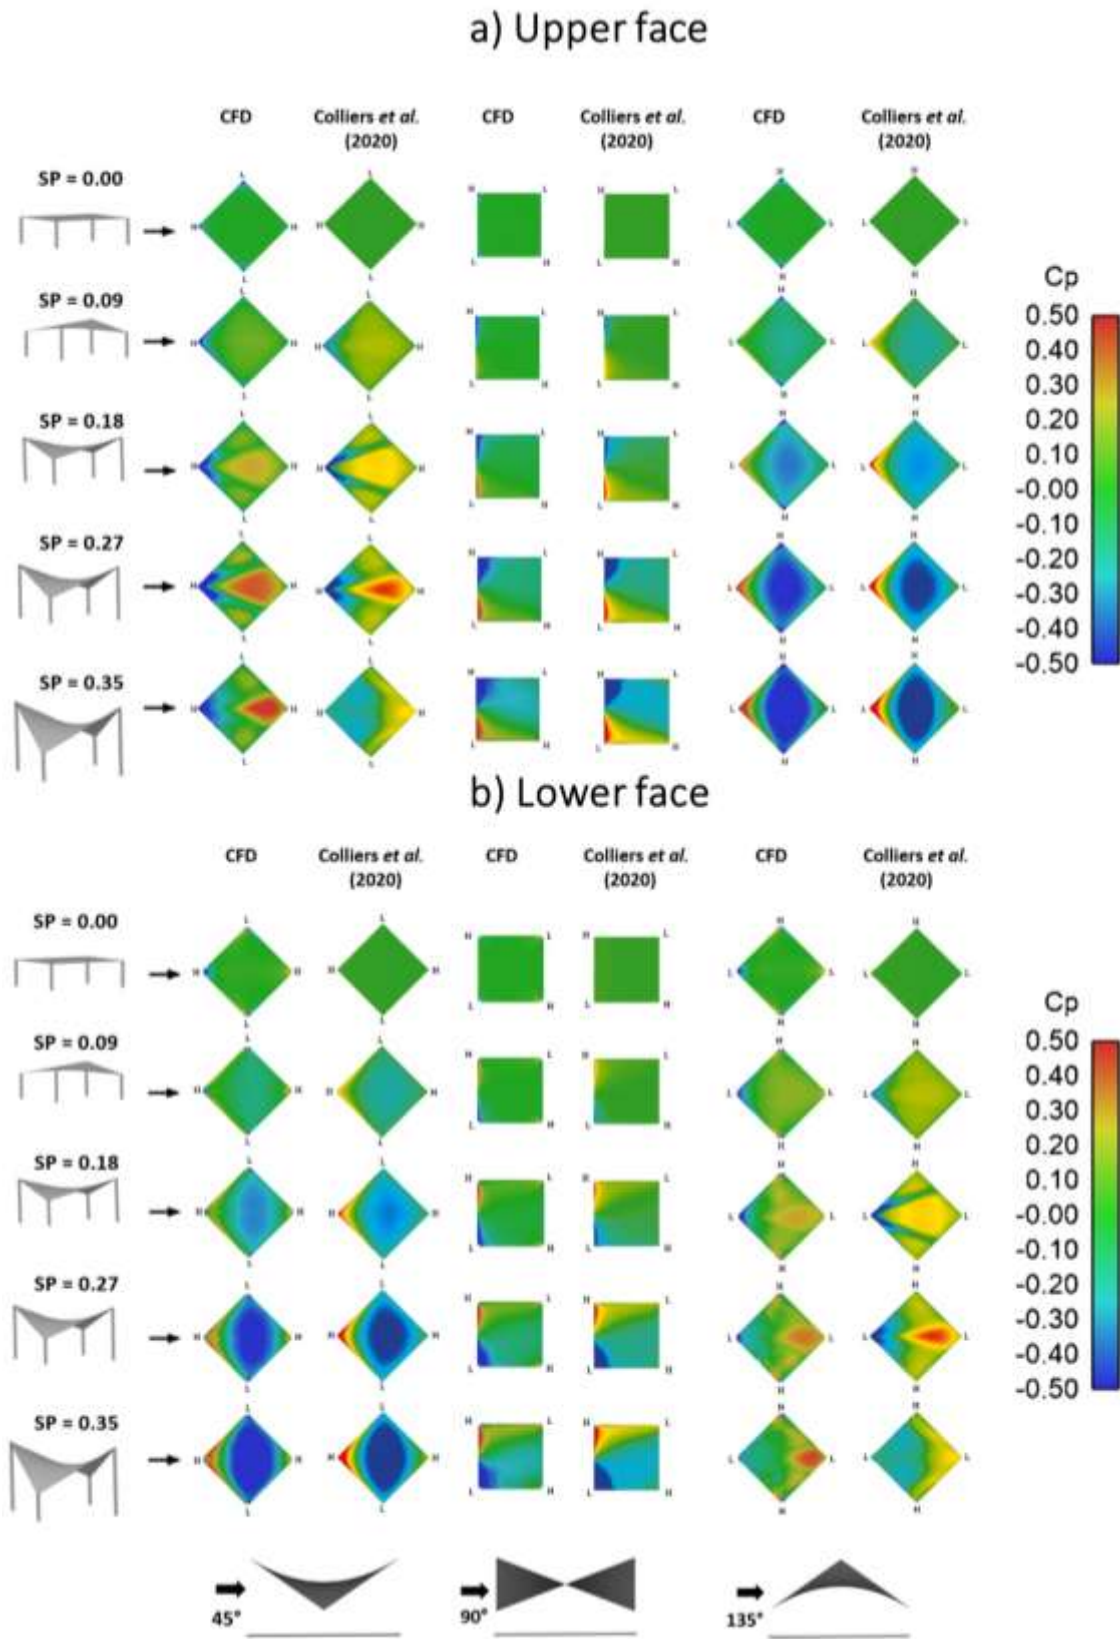 a) Upper face
CFD Colliers et al. CFD Colliers et al. CFD Colliers et al.
(2020) (2020) (2020)
SP = 0.00
L L H L H L H H
H H H H L L L L
L L L H L H H H
SP = 0.09
L L H L H L H H
H H H H L L L L
L L L H L H H H
SP = 0.18
L L H L H L H H
H H H H L L L L
L L L H L H H H
SP = 0.27
L L H L H L H H
H H H H L L L L
L L L H L H H H
SP = 0.35
L L H L H L H H
H H H H L L L L
L L L H L H H H
Cp
0.50
0.40
0.30
0.20
0.10
-0.00
-0.10
-0.20
-0.30
-0.40
-0.50
b) Lower face
CFD Colliers et al. CFD Colliers et al. CFD Colliers et al.
(2020) (2020) (2020)
SP = 0.00
L L H L H L H H
H H H H L L L L
L L L H L H H H
SP = 0.09
L L H L H L H H
H H H H L L L L
L L L H L H H H
SP = 0.18
L L H L H L H H
H H H H L L L L
L L L H L H H H
SP = 0.27
L L H L H L H H
H H H H L L L L
L L L H L H H H
SP = 0.35
L L H L H L H H
H H H H L L L L
L L L H L H H H
Cp
0.50
0.40
0.30
0.20
0.10
-0.00
-0.10
-0.20
-0.30
-0.40
-0.50
45° 90° 135°